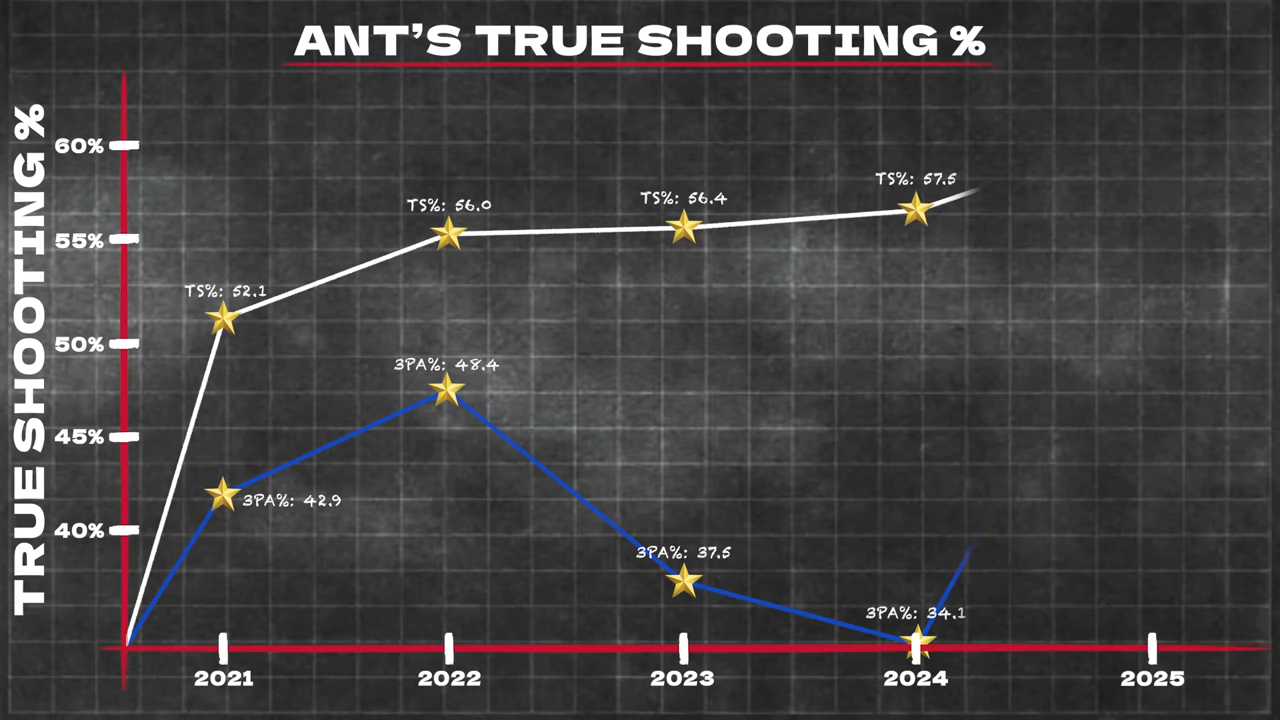 ANT'S TRUE SHOOTING %
TRUE SHOOTING %
60%
55%
50%
45%
40%
TS%: 52.1
TS%: 56.0
TS%: 56.4
TS%: 57.5
3PA%: 42.9
3PA%: 48.4
3PA%: 37.5
3PA%: 34.1
2021
2022
2023
2024
2025